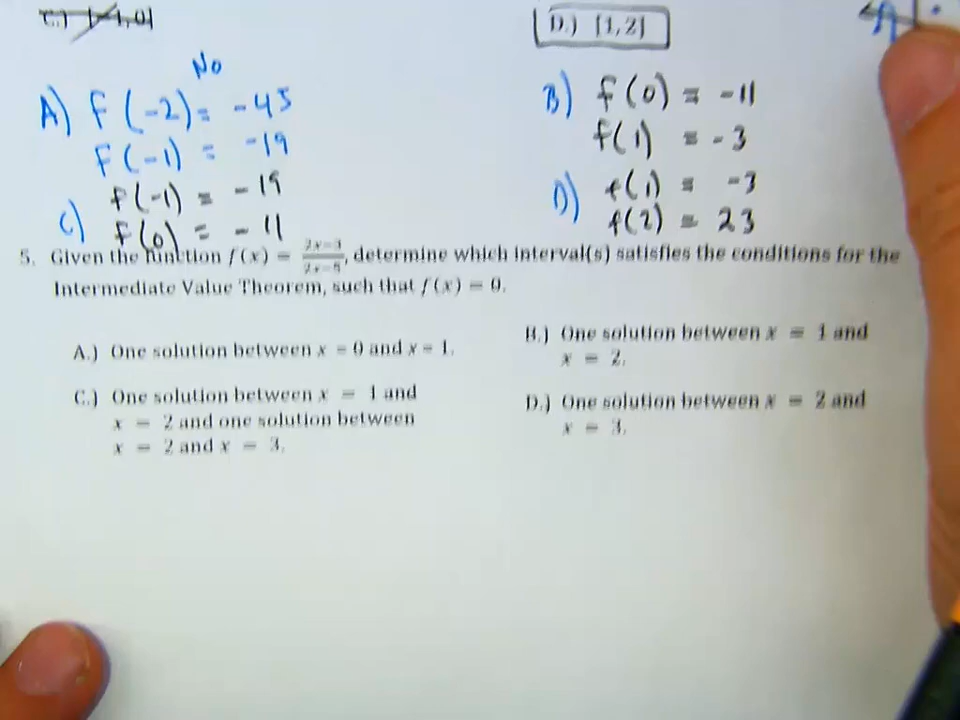 C.) [-1,0]
D.) [1,2]
No
A) f(-2) = -45
f(-1) = -19
B) f(0) = -11
f(1) = -3
C) f(-1) = -19
f(0) = -11
D) f(1) = -3
f(2) = 23
5. Given the function f(x) = (2x-3)/(2x-5), determine which interval(s) satisfies the conditions for the
Intermediate Value Theorem, such that f(x) = 0.
A.) One solution between x = 0 and x = 1.
B.) One solution between x = 1 and
x = 2.
C.) One solution between x = 1 and
x = 2 and one solution between
x = 2 and x = 3.
D.) One solution between x = 2 and
x = 3.